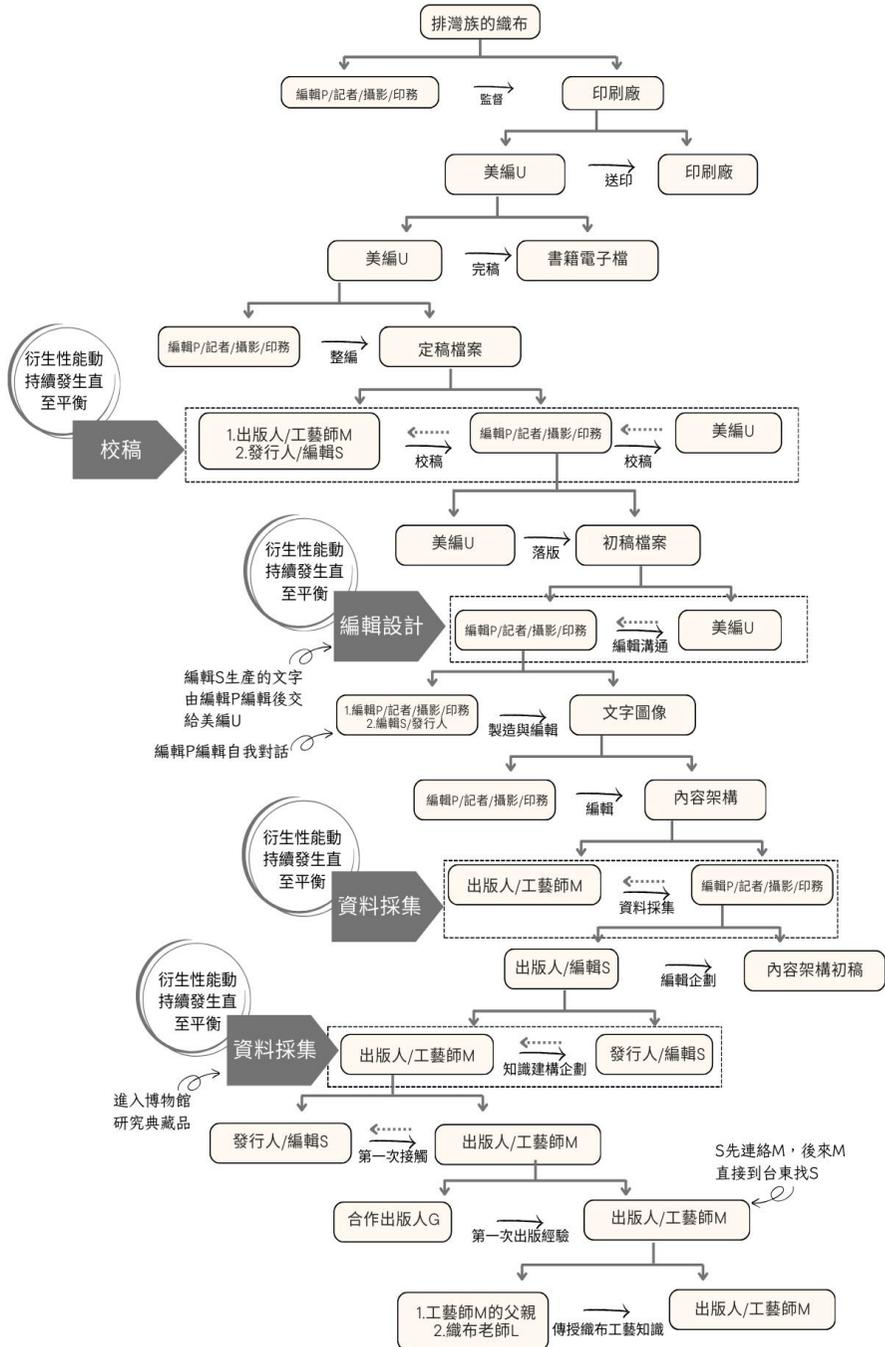 排灣族的織布
編輯P/記者/攝影/印務
監督
印刷廠
美編U
送印
印刷廠
美編U
完稿
書籍電子檔
編輯P/記者/攝影/印務
整編
定稿檔案
衍生性能動
持續發生直
至平衡
校稿
1.出版人/工藝師M
2.發行人/編輯S
校稿
編輯P/記者/攝影/印務
校稿
美編U
美編U
落版
初稿檔案
衍生性能動
持續發生直
至平衡
編輯設計
編輯P/記者/攝影/印務
編輯溝通
美編U
編輯S生產的文字
由編輯P編輯後交
給美編U
編輯P編輯自我對話
1.編輯P/記者/攝影/印務
2.編輯S/發行人
製造與編輯
文字圖像
編輯P/記者/攝影/印務
編輯
內容架構
衍生性能動
持續發生直
至平衡
資料採集
出版人/工藝師M
資料採集
編輯P/記者/攝影/印務
出版人/編輯S
編輯企劃
內容架構初稿
衍生性能動
持續發生直
至平衡
資料採集
出版人/工藝師M
知識建構企劃
發行人/編輯S
進入博物館
研究典藏品
發行人/編輯S
第一次接觸
出版人/工藝師M
S先連絡M，後來M
直接到台東找S
合作出版人G
第一次出版經驗
出版人/工藝師M
1.工藝師M的父親
2.織布老師L
傳授織布工藝知識
出版人/工藝師M